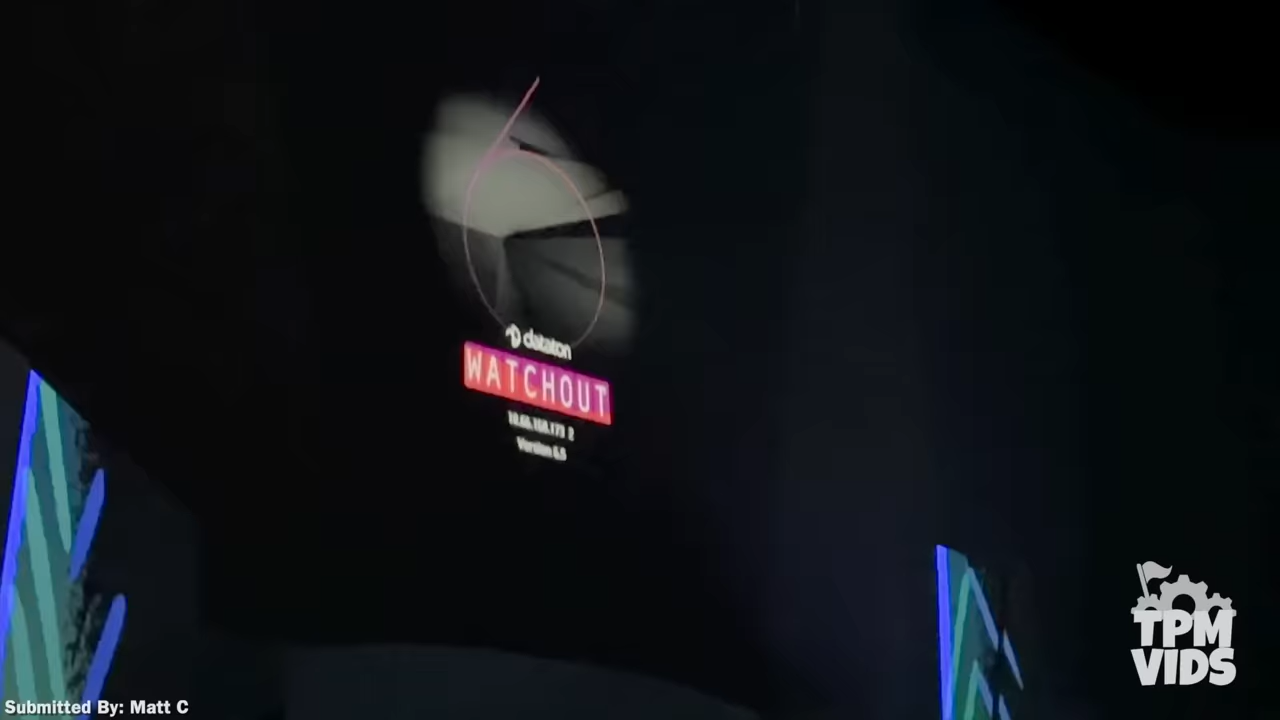 dataton
WATCHOUT
Version 6.5
TPM
VIDS
Submitted By: Matt C